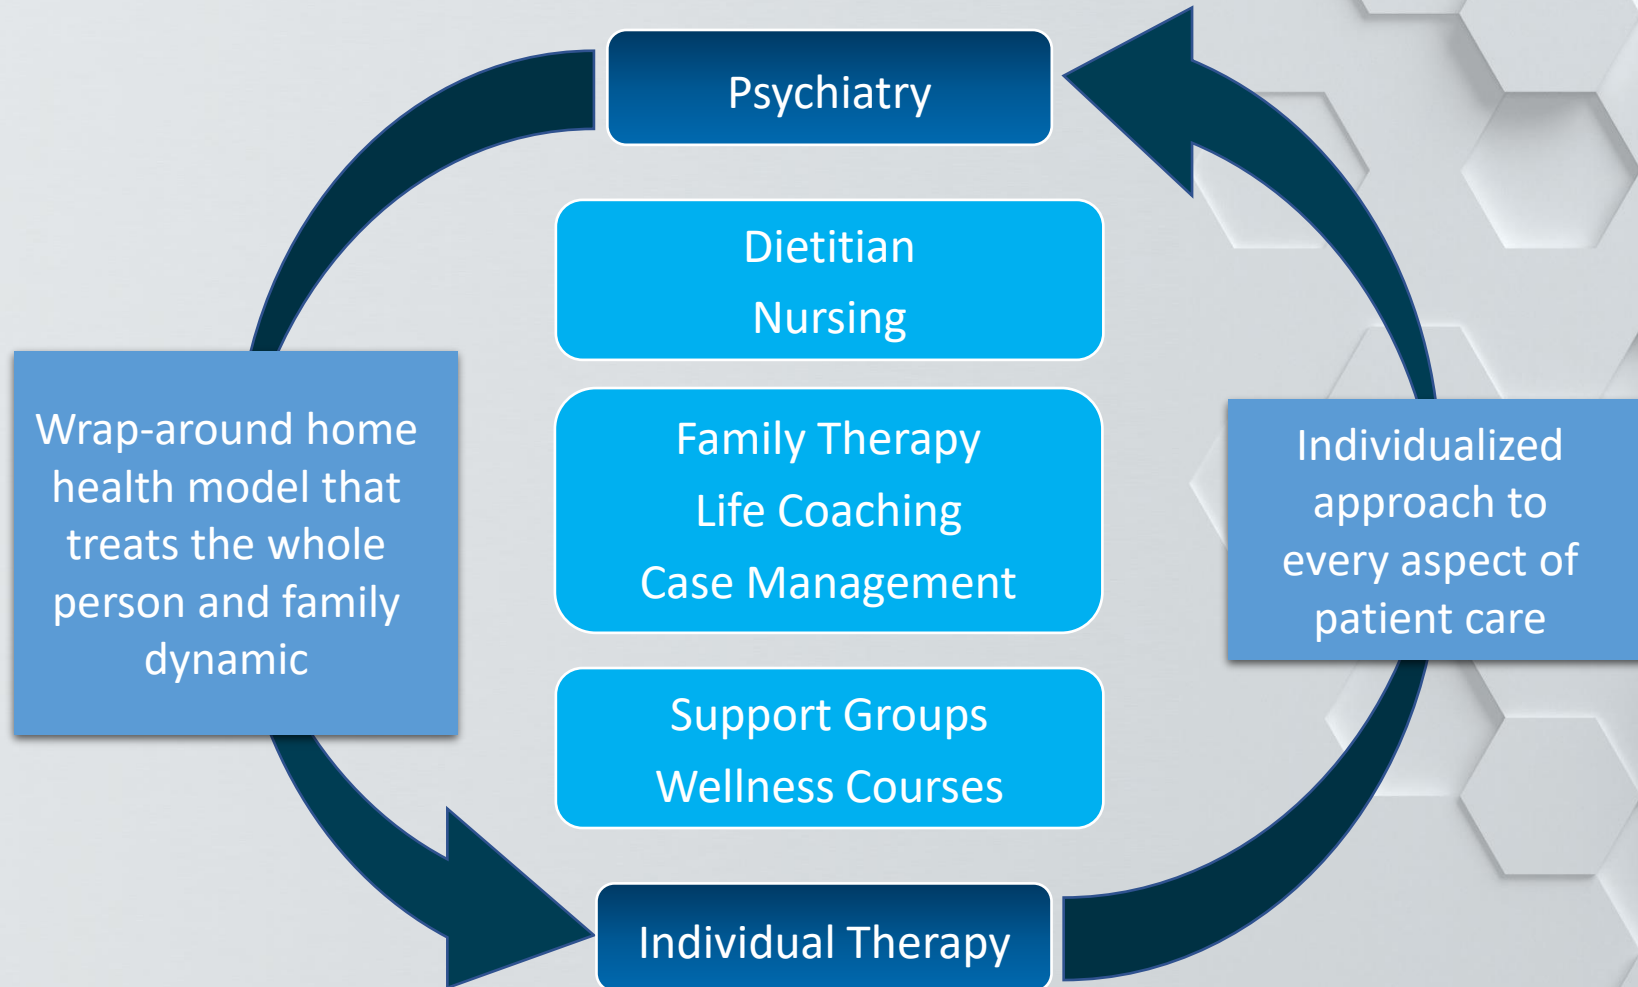 Psychiatry
Dietitian
Nursing
Wrap-around home
health model that
treats the whole
person and family
dynamic
Family Therapy
Life Coaching
Case Management
Individualized
approach to
every aspect of
patient care
Support Groups
Wellness Courses
Individual Therapy